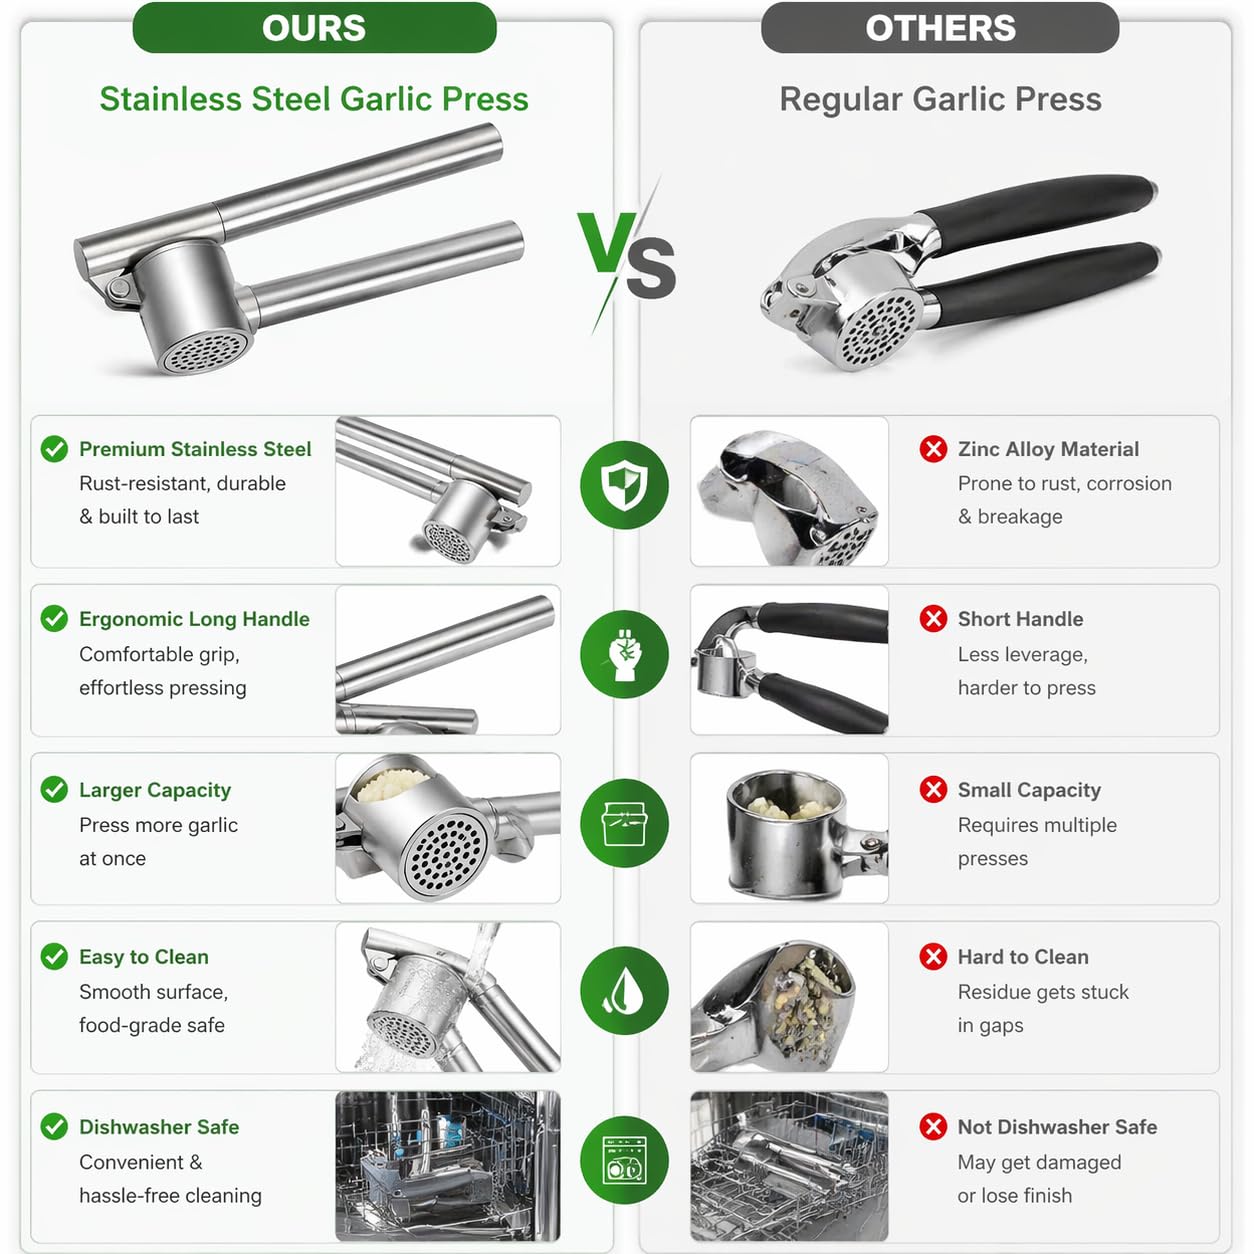 OURS
Stainless Steel Garlic Press
OTHERS
Regular Garlic Press
VS
Premium Stainless Steel
Rust-resistant, durable
& built to last
Zinc Alloy Material
Prone to rust, corrosion
& breakage
Ergonomic Long Handle
Comfortable grip,
effortless pressing
Short Handle
Less leverage,
harder to press
Larger Capacity
Press more garlic
at once
Small Capacity
Requires multiple
presses
Easy to Clean
Smooth surface,
food-grade safe
Hard to Clean
Residue gets stuck
in gaps
Dishwasher Safe
Convenient &
hassle-free cleaning
Not Dishwasher Safe
May get damaged
or lose finish